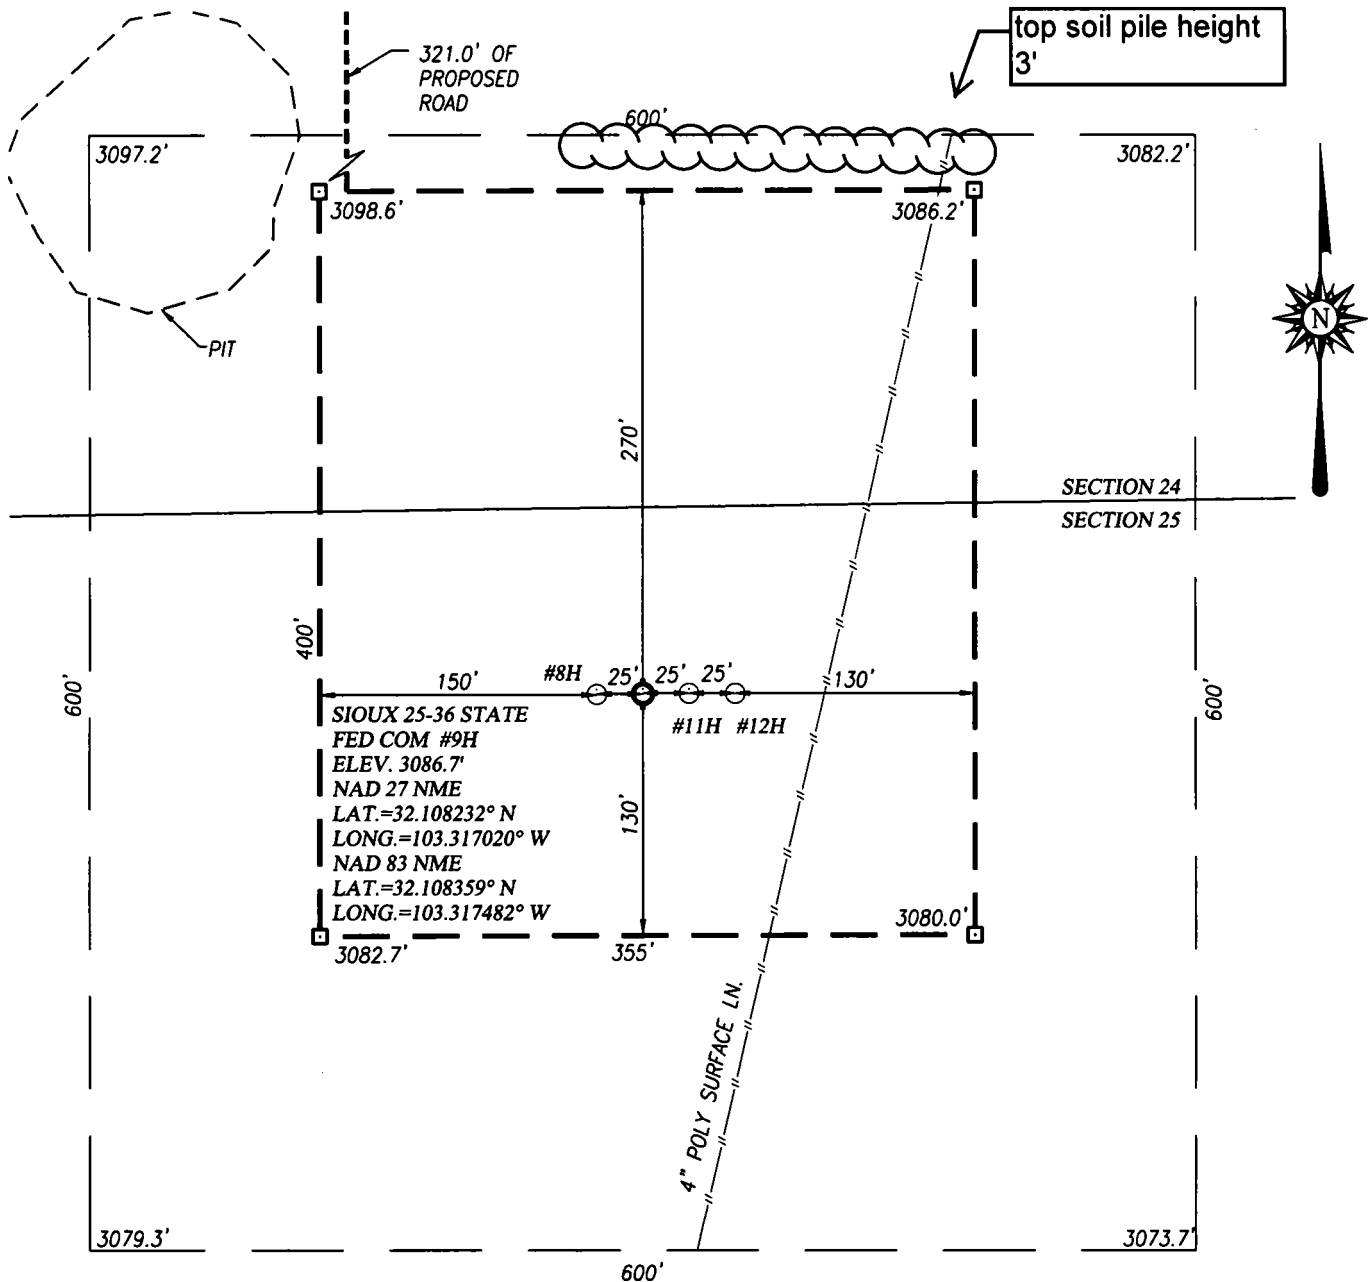 top soil pile height
3'
321.0' OF
PROPOSED
ROAD
600'
3097.2'
3082.2'
3098.6'
3086.2'
PIT
N
270'
SECTION 24
SECTION 25
400'
600'
600'
150'
#8H
25'
25'
25'
130'
#11H
#12H
SIOUX 25-36 STATE
FED COM #9H
ELEV. 3086.7'
NAD 27 NME
LAT.=32.108232° N
LONG.=103.317020° W
NAD 83 NME
LAT.=32.108359° N
LONG.=103.317482° W
130'
3080.0'
3082.7'
355'
4" POLY SURFACE LN.
3079.3'
3073.7'
600'